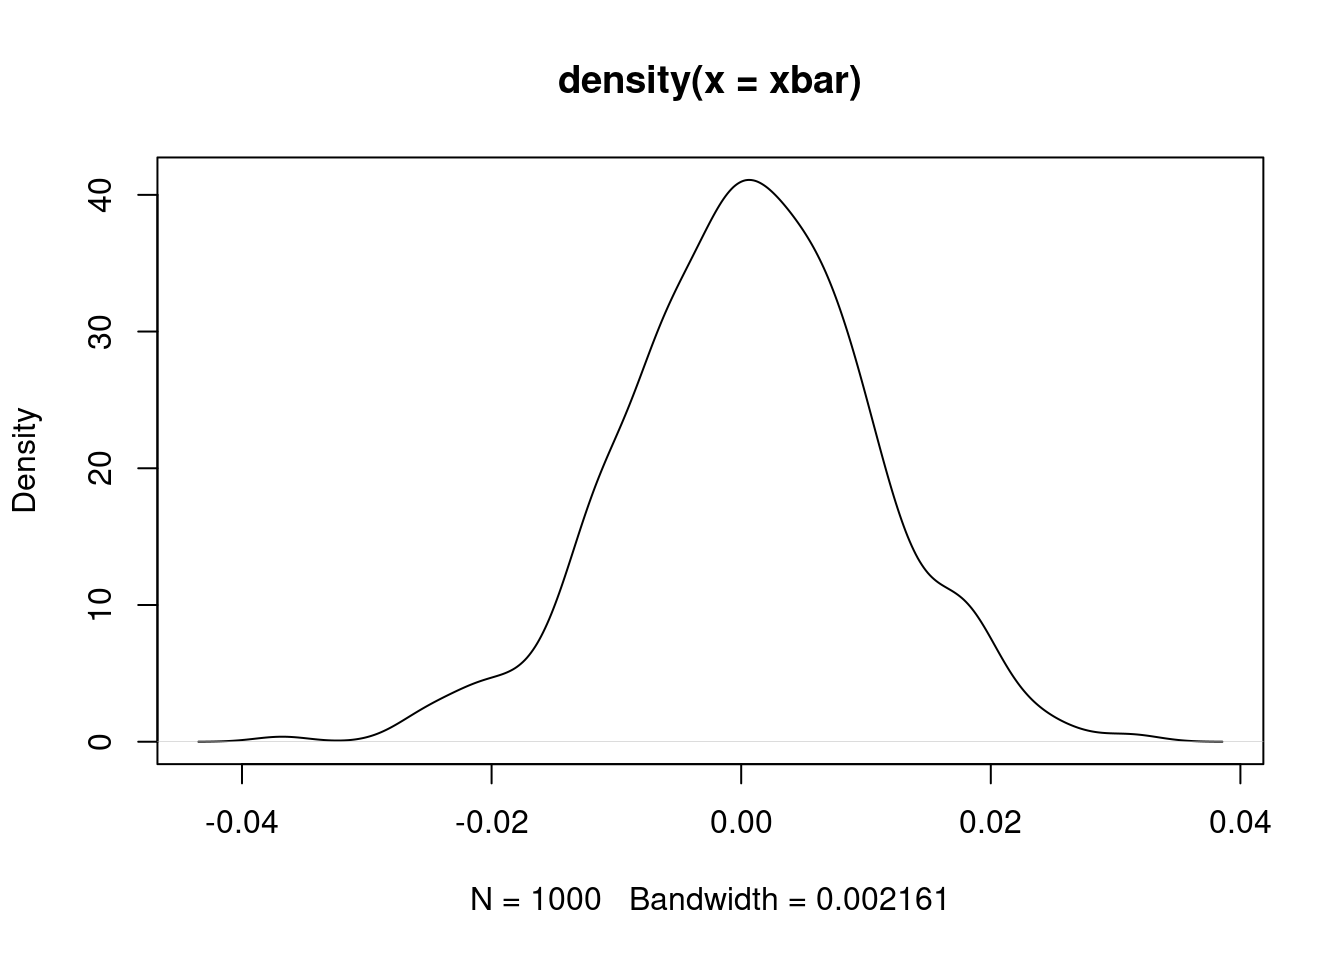 density(x = xbar)
Density
40
30
20
10
0
-0.04 -0.02 0.00 0.02 0.04
N = 1000 Bandwidth = 0.002161